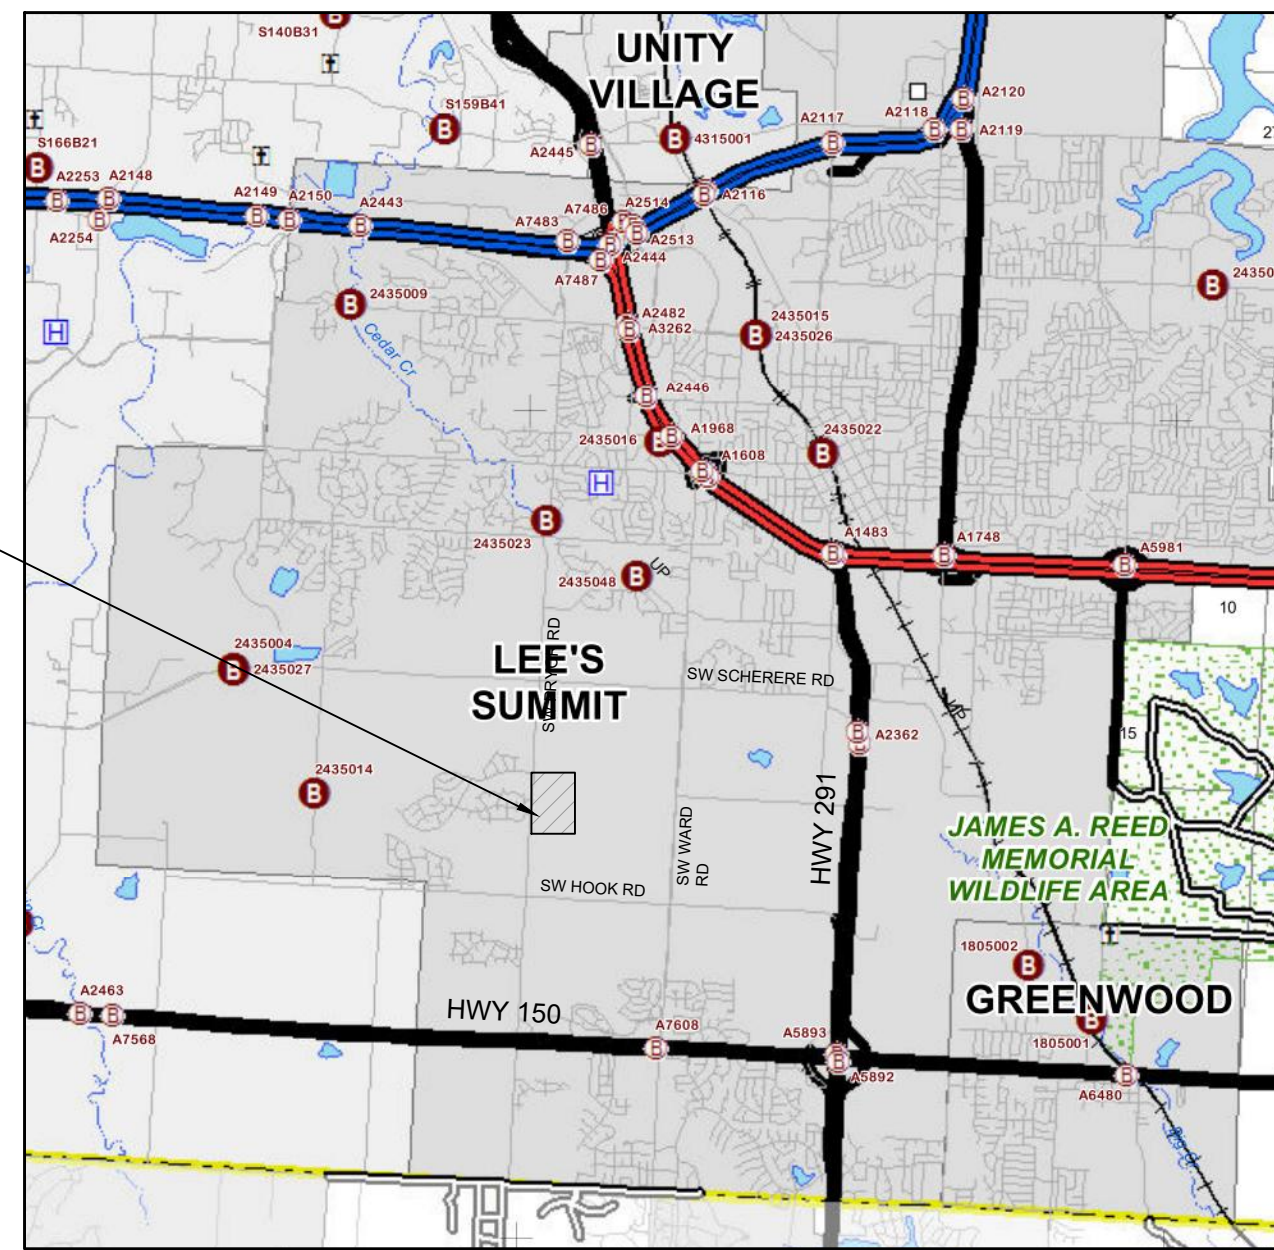 S140B31
UNITY
VILLAGE
S159B41
S166B21
A2445
4315001
A2117
A2118
A2120
A2119
27
A2253
A2148
A2254
A2149
A2150
A2443
A7483
A7486
A2514
A2116
A2513
A2444
A7487
2435009
Cedar Cr
H
A2482
A3262
2435015
2435026
A2446
2435016
A1968
A1608
2435022
H
2435023
A1483
A1748
A5981
2435048
UP
10
2435004
2435027
LEE'S
SUMMIT
SW SCHERERE RD
A2362
UP
15
2435014
HWY 291
SW WARD
RD
SW HOOK RD
JAMES A. REED
MEMORIAL
WILDLIFE AREA
1805002
GREENWOOD
1805001
A2463
A7568
HWY 150
A7608
A5893
A5892
A6480